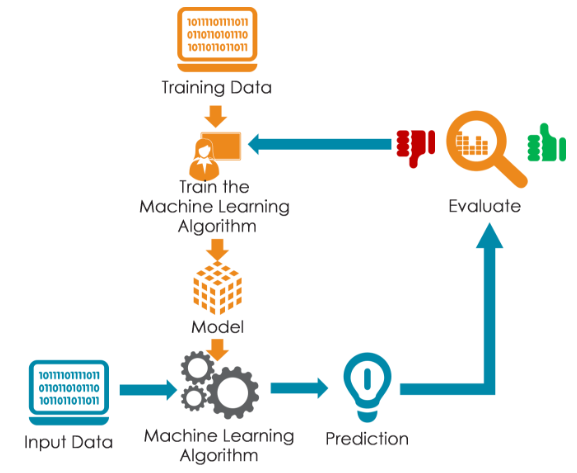 1011110111011
0110110101110
1011011011011
Training Data
Train the
Machine Learning
Algorithm
Evaluate
Model
1011110111011
0110110101110
1011011011011
Input Data
Machine Learning
Algorithm
Prediction